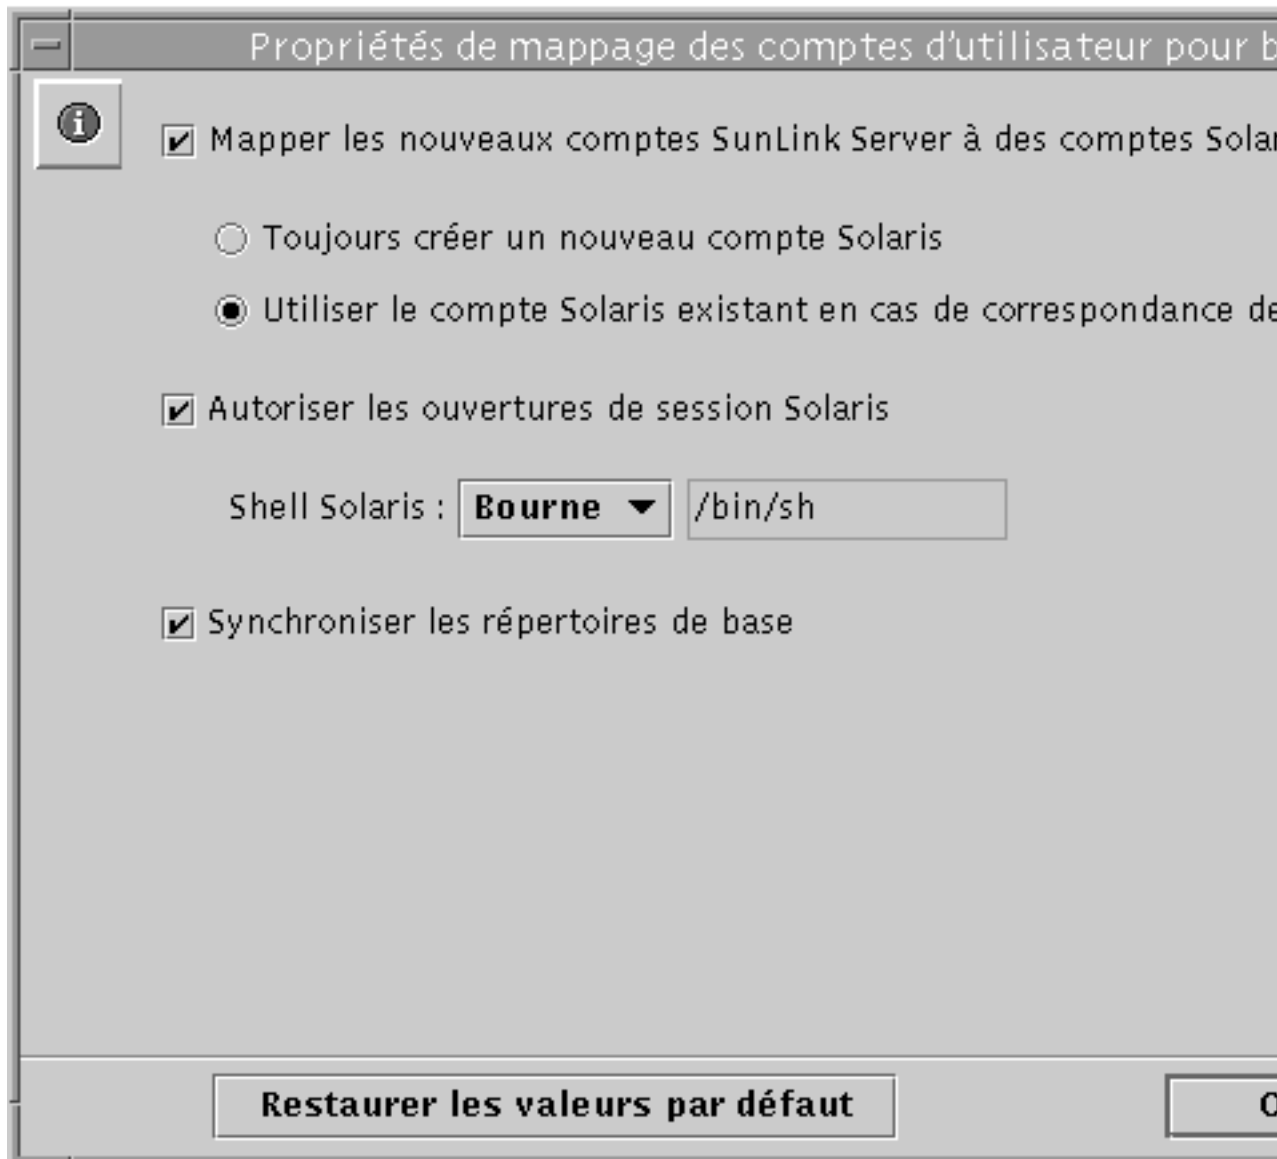 Propriétés de mappage des comptes d'utilisateur pour
Mapper les nouveaux comptes SunLink Server à des comptes
Toujours créer un nouveau compte Solaris
Utiliser le compte Solaris existant en cas de correspondance de
Autoriser les ouvertures de session Solaris
Shell Solaris : Bourne /bin/sh
Synchroniser les répertoires de base
Restaurer les valeurs par défaut